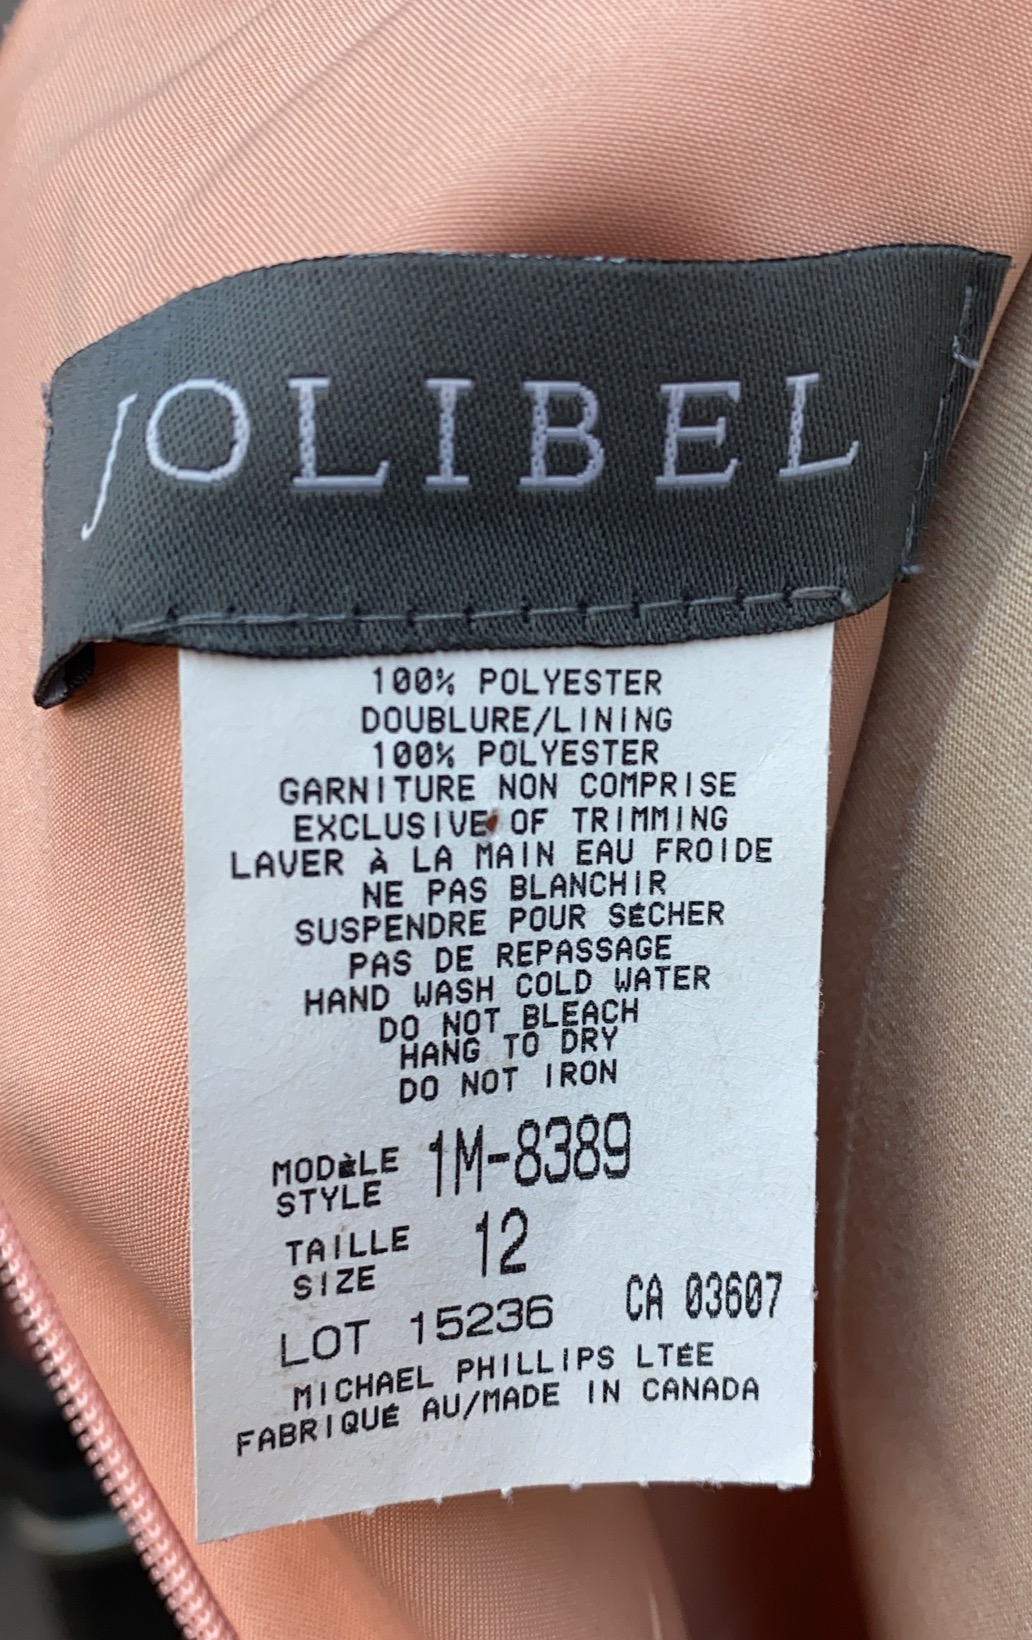 JOLIBEL
100% POLYESTER
DOUBLURE/LINING
100% POLYESTER
GARNITURE NON COMPRISE
EXCLUSIVE OF TRIMMING
LAVER À LA MAIN EAU FROIDE
NE PAS BLANCHIR
SUSPENDRE POUR SÉCHER
PAS DE REPASSAGE
HAND WASH COLD WATER
DO NOT BLEACH
HANG TO DRY
DO NOT IRON
MODÈLE 1M-8389
STYLE
TAILLE 12
SIZE
LOT 15236 CA 03607
MICHAEL PHILLIPS LTÉE
FABRIQUÉ AU/MADE IN CANADA